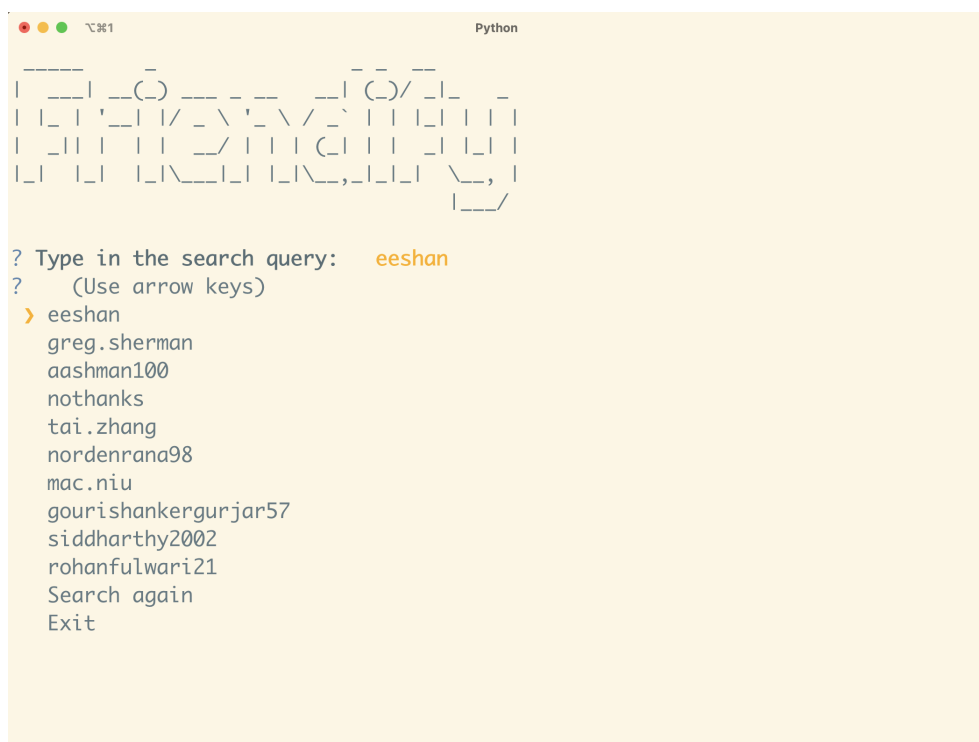 ⌥⌘1 Python
Friendify
? Type in the search query: eeshan
? (Use arrow keys)
❯ eeshan
greg.sherman
aashman100
nothanks
tai.zhang
nordenrana98
mac.niu
gourishankergurjar57
siddharthy2002
rohanfulwari21
Search again
Exit